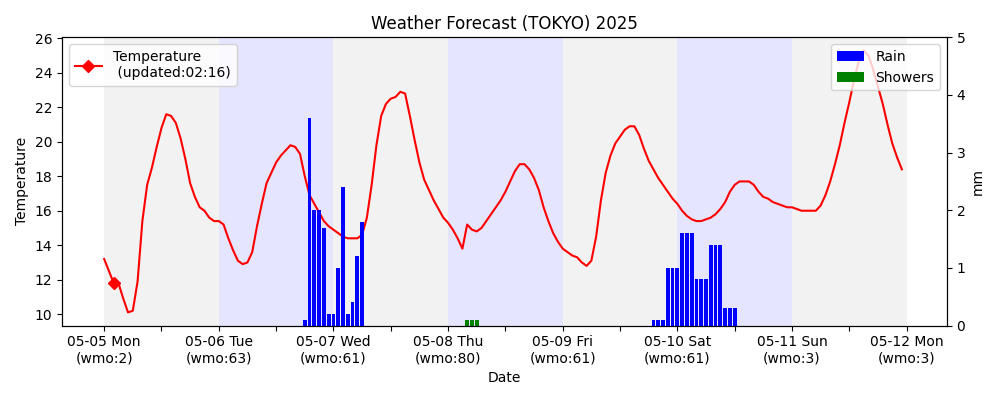 Weather Forecast (TOKYO) 2025
Temperature
(updated:02:16)
Rain
Showers
26
24
22
20
18
16
14
12
10
Temperature
5
4
3
2
1
0
mm
05-05 Mon
(wmo:2)
05-06 Tue
(wmo:63)
05-07 Wed
(wmo:61)
05-08 Thu
(wmo:80)
05-09 Fri
(wmo:61)
05-10 Sat
(wmo:61)
05-11 Sun
(wmo:3)
05-12 Mon
(wmo:3)
Date